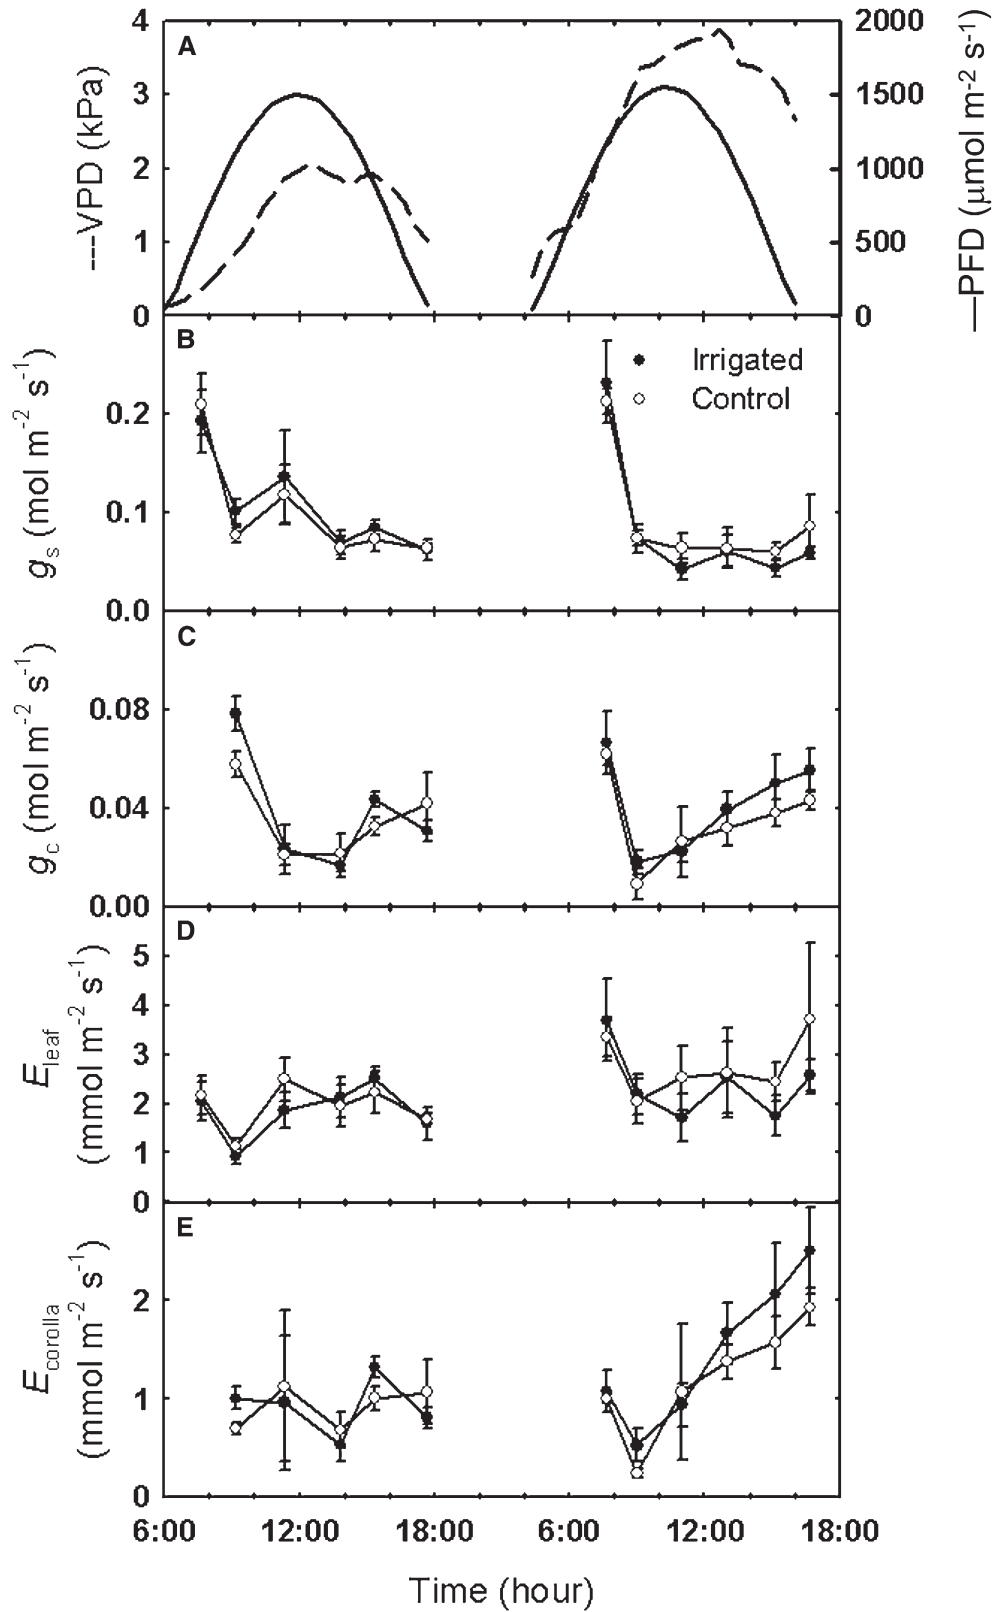 A
4
3
2
1
0
---VPD (kPa)
2000
1500
1000
500
0
—PFD (μmol m-2 s-1)
B
Irrigated
Control
0.2
0.1
0.0
gs (mol m-2 s-1)
C
0.08
0.04
0.00
gc (mol m-2 s-1)
D
5
4
3
2
1
0
Eleaf
(mmol m-2 s-1)
E
2
1
0
Ecorolla
(mmol m-2 s-1)
6:00 12:00 18:00 6:00 12:00 18:00
Time (hour)